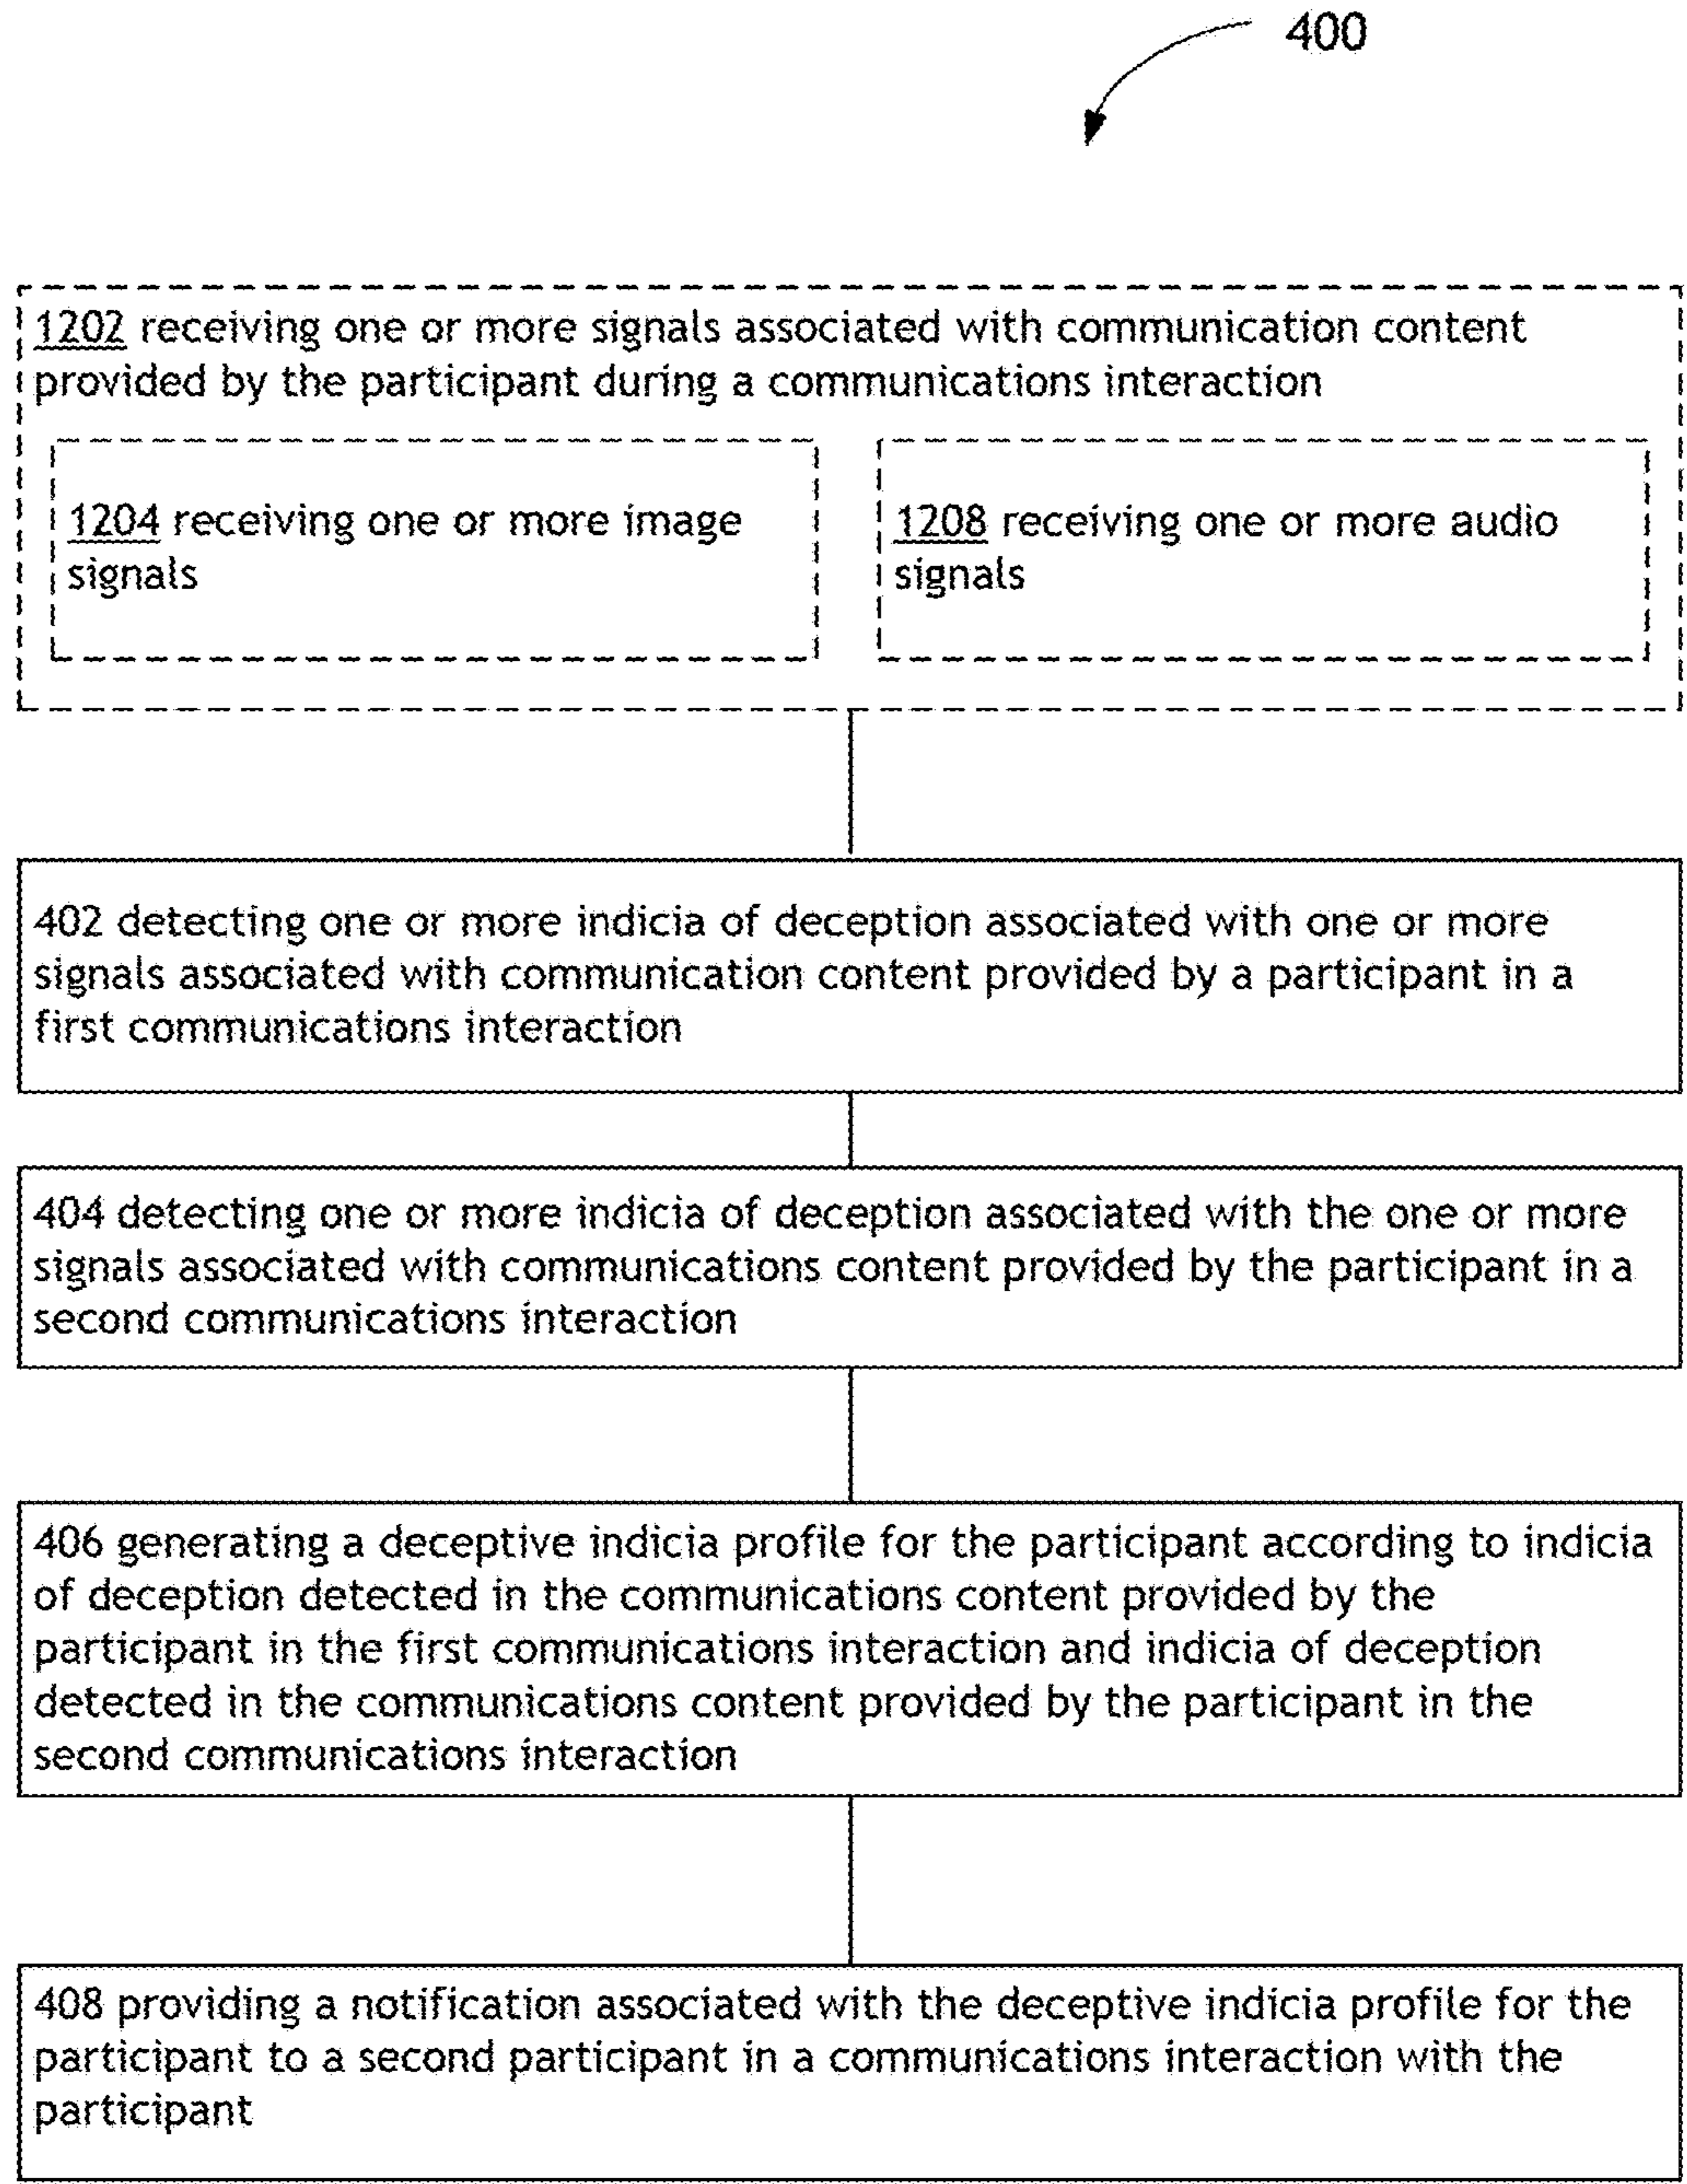 400
1202 receiving one or more signals associated with communication content
provided by the participant during a communications interaction
1204 receiving one or more image
signals
1208 receiving one or more audio
signals
402 detecting one or more indicia of deception associated with one or more
signals associated with communication content provided by a participant in a
first communications interaction
404 detecting one or more indicia of deception associated with the one or more
signals associated with communications content provided by the participant in a
second communications interaction
406 generating a deceptive indicia profile for the participant according to indicia
of deception detected in the communications content provided by the
participant in the first communications interaction and indicia of deception
detected in the communications content provided by the participant in the
second communications interaction
408 providing a notification associated with the deceptive indicia profile for the
participant to a second participant in a communications interaction with the
participant